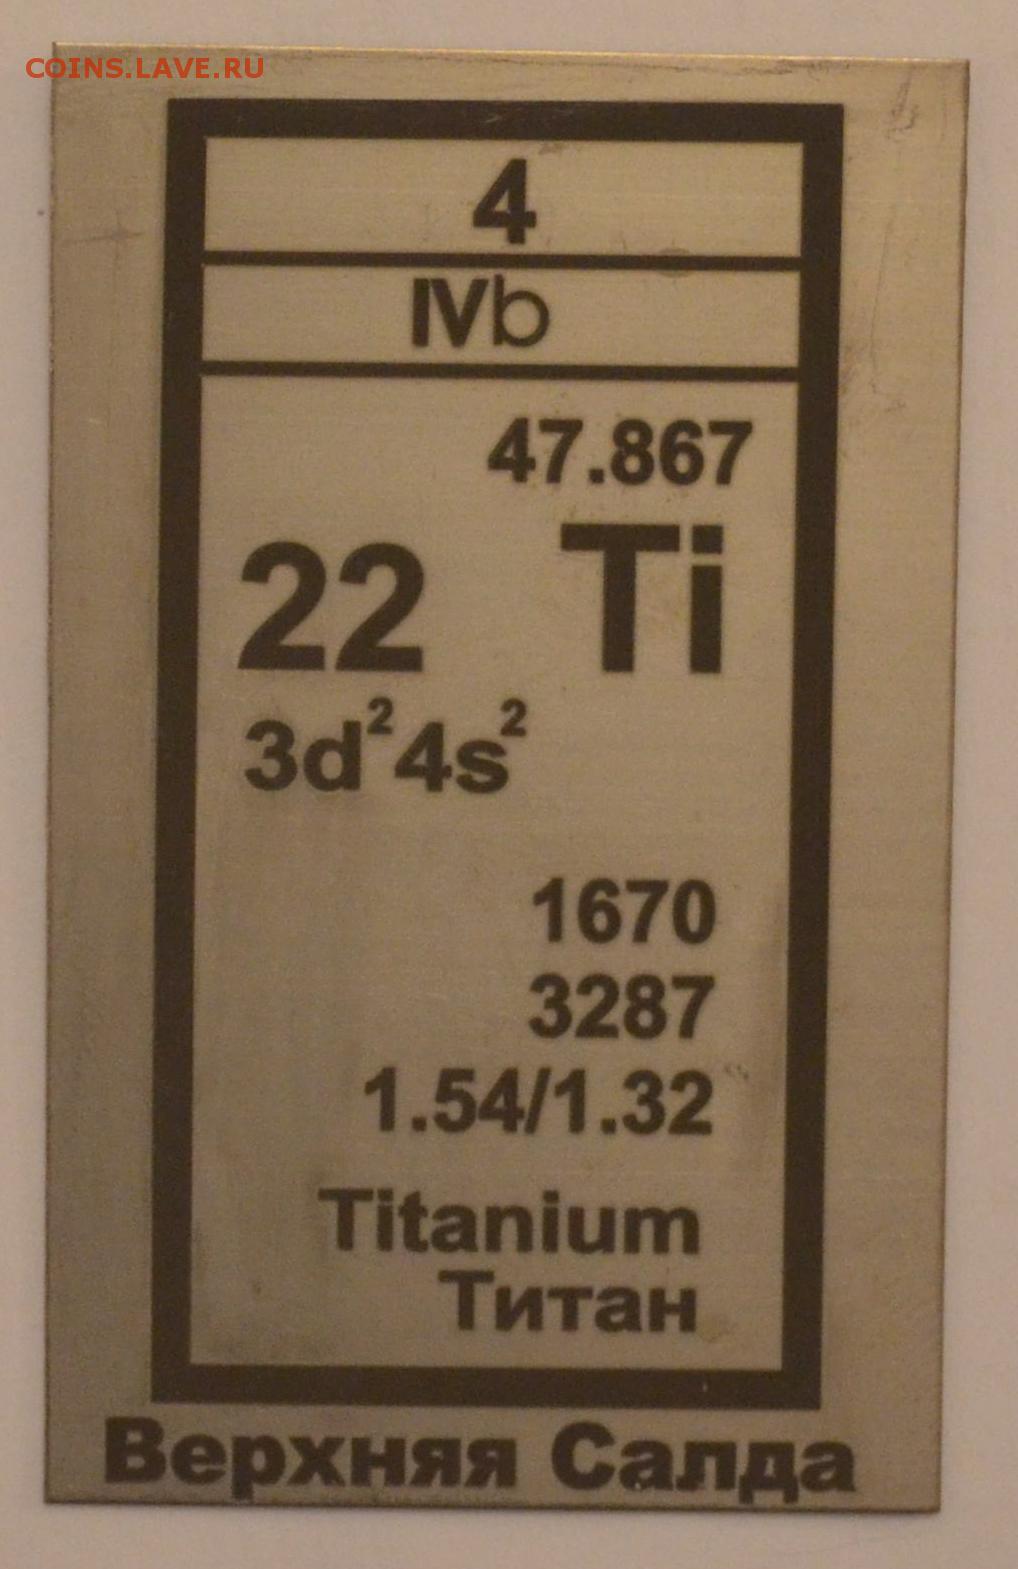 COINS.LAVE.RU
4
IVb
47.867
22 Ti
3d²4s²
1670
3287
1.54/1.32
Titanium
Титан
Верхняя Салда